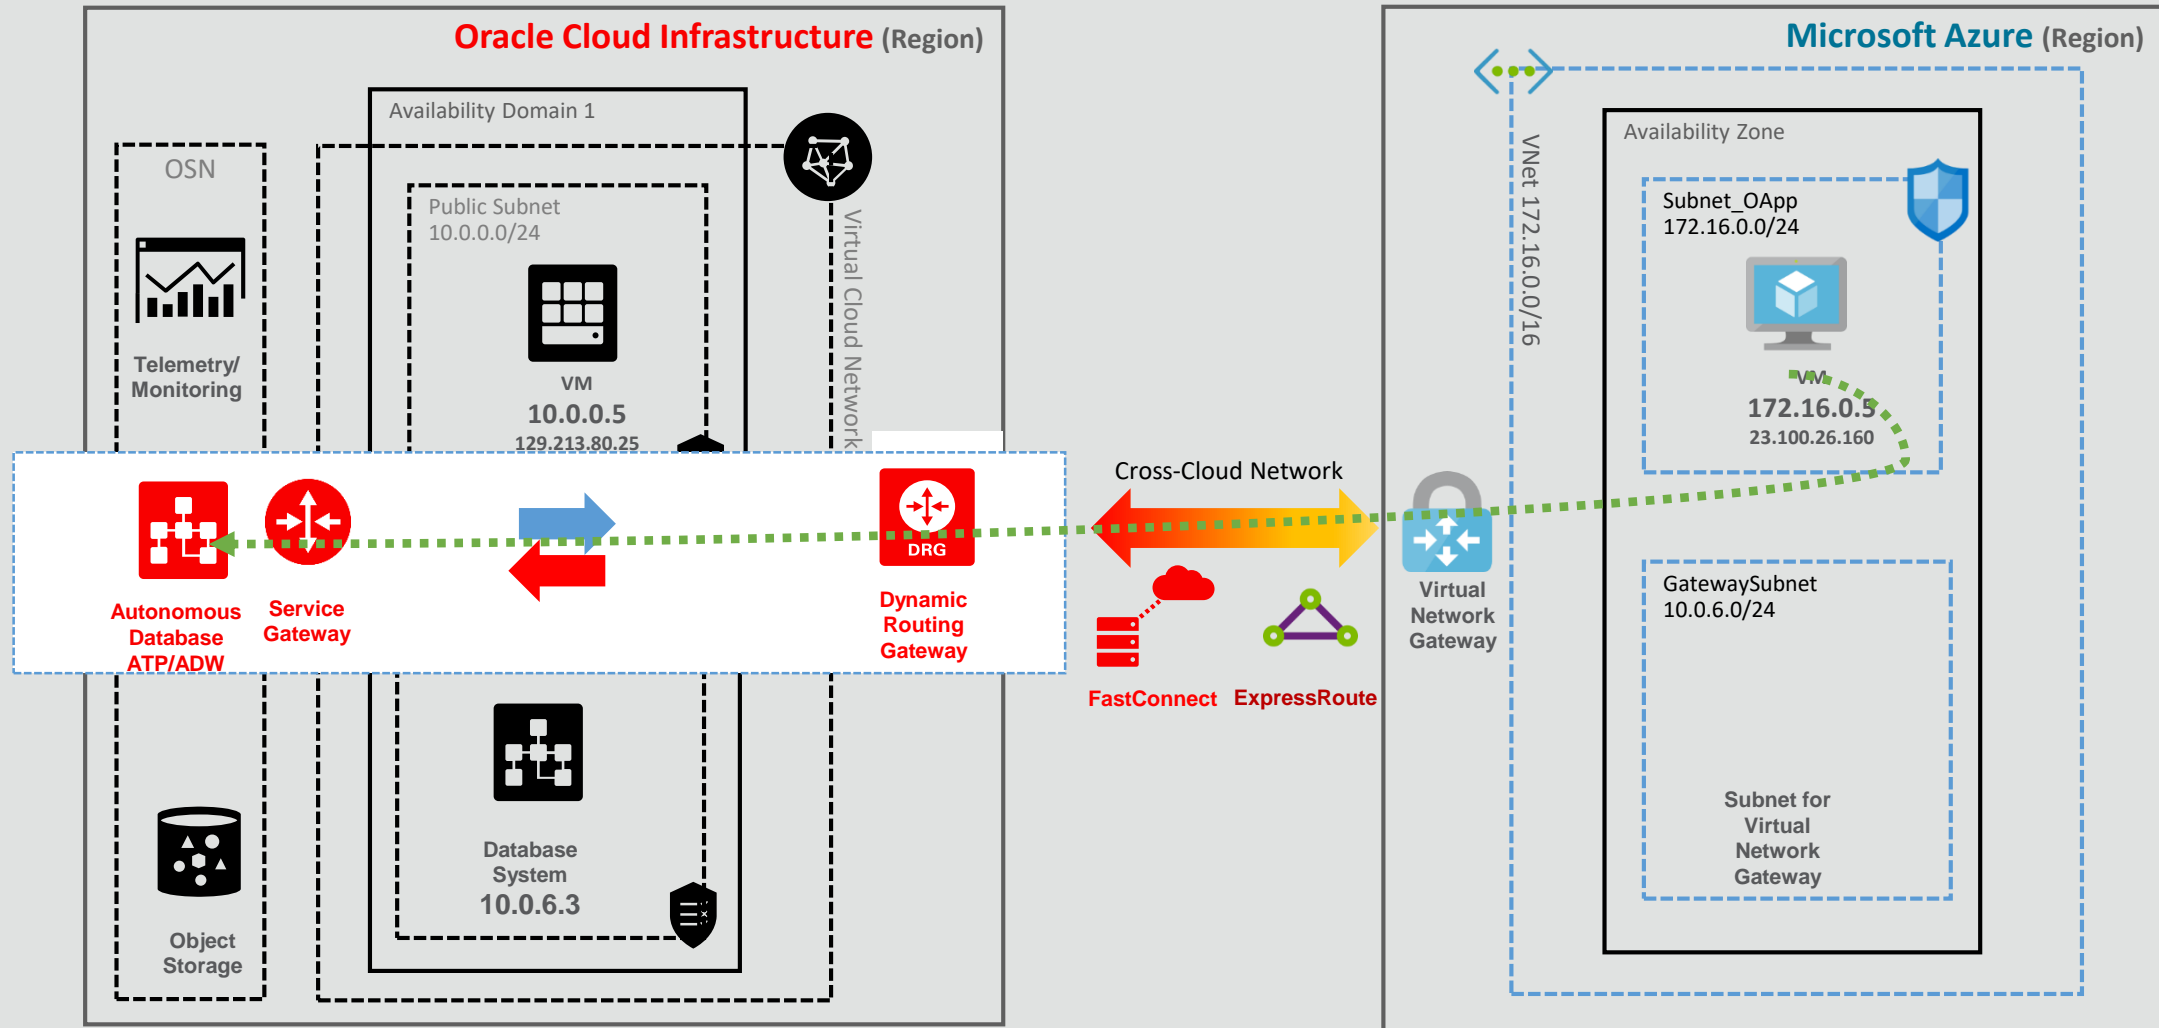 Oracle Cloud Infrastructure (Region)
Availability Domain 1
OSN
Telemetry/
Monitoring
Public Subnet
10.0.0.0/24
VM
10.0.0.5
129.213.80.25
Virtual Cloud Network
Autonomous
Database
ATP/ADW
Service
Gateway
DRG
Dynamic
Routing
Gateway
Database
System
10.0.6.3
Object
Storage
Cross-Cloud Network
FastConnect
ExpressRoute
Microsoft Azure (Region)
VNet 172.16.0.0/16
Availability Zone
Subnet_OApp
172.16.0.0/24
VM
172.16.0.5
23.100.26.160
Virtual
Network
Gateway
GatewaySubnet
10.0.6.0/24
Subnet for
Virtual
Network
Gateway